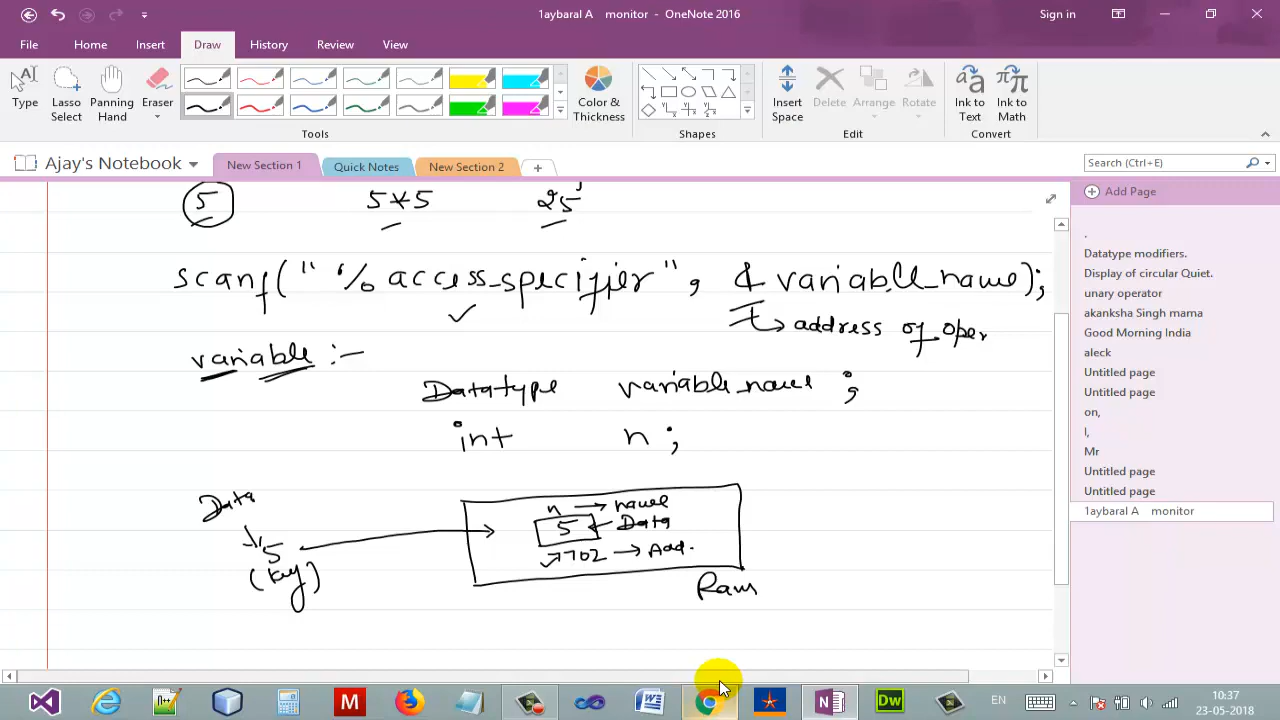 1aybaral A    monitor - OneNote 2016
Sign in
File Home Insert Draw History Review View
Type
Lasso Select
Panning Hand
Eraser
Color & Thickness
Insert Space
Delete
Arrange
Rotate
Ink to Text
Ink to Math
Tools
Shapes
Edit
Convert
Ajay's Notebook
New Section 1
Quick Notes
New Section 2
Search (Ctrl+E)
5 5*5 25
scanf(" % access_specifier ", & variable_name);
address of oper
variable :-
Datatype variable_name ;
int n ;
Data
5
(key)
n → name
5 ← Data
7702 → Add.
Ram
Add Page
.
Datatype modifiers.
Display of circular Quiet.
unary operator
akanksha Singh mama
Good Morning India
aleck
Untitled page
Untitled page
on,
I,
Mr
Untitled page
Untitled page
1aybaral A    monitor
M
Dw
EN
10:37
23-05-2018